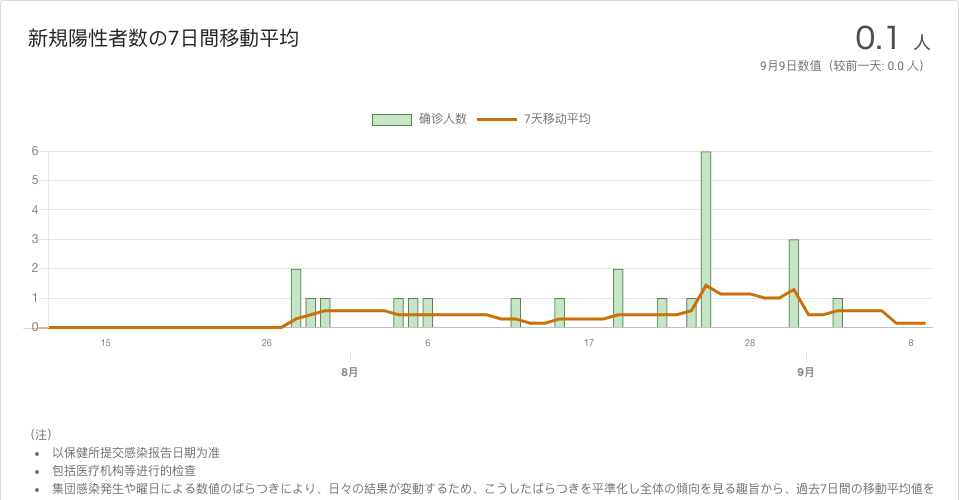 新規陽性者数の7日間移動平均
0.1 人
9月9日数值（较前一天: 0.0 人）
确诊人数 7天移动平均
6
5
4
3
2
1
0
15 26 6 17 28 8
8月 9月
（注）
• 以保健所提交感染报告日期为准
• 包括医疗机构等进行的检查
• 集団感染発生や曜日による数値のばらつきにより、日々の結果が変動するため、こうしたばらつきを平準化し全体の傾向を見る趣旨から、過去7日間の移動平均値を